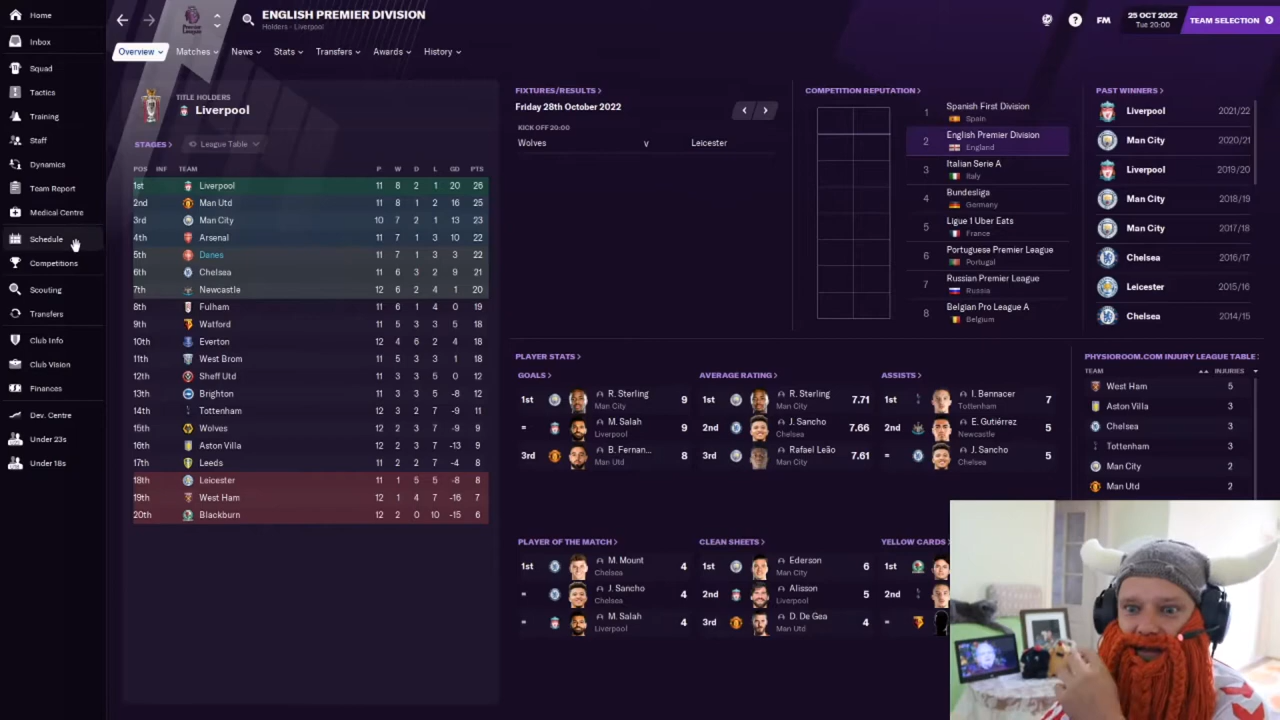 Home
Inbox
Squad
Tactics
Training
Staff
Dynamics
Team Report
Medical Centre
Schedule
Competitions
Scouting
Transfers
Club Info
Club Vision
Finances
Dev. Centre
Under 23s
Under 18s
ENGLISH PREMIER DIVISION
Holders - Liverpool
FM
25 OCT 2022
Tue 20:00
TEAM SELECTION
Overview Matches News Stats Transfers Awards History
TITLE HOLDERS
Liverpool
STAGES > League Table
POS INF TEAM P W D L GD PTS
1st Liverpool 11 8 2 1 20 26
2nd Man Utd 11 8 1 2 16 25
3rd Man City 10 7 2 1 13 23
4th Arsenal 11 7 1 3 10 22
5th Danes 11 7 1 3 3 22
6th Chelsea 11 6 3 2 9 21
7th Newcastle 12 6 2 4 1 20
8th Fulham 11 6 1 4 0 19
9th Watford 11 5 3 3 5 18
10th Everton 12 4 6 2 4 18
11th West Brom 11 5 3 3 1 18
12th Sheff Utd 11 3 3 5 0 12
13th Brighton 11 3 3 5 -8 12
14th Tottenham 12 3 2 7 -9 11
15th Wolves 12 2 3 7 -9 9
16th Aston Villa 12 2 3 7 -13 9
17th Leeds 11 2 2 7 -4 8
18th Leicester 11 1 5 5 -8 8
19th West Ham 12 1 4 7 -16 7
20th Blackburn 12 2 0 10 -15 6
FIXTURES/RESULTS >
Friday 28th October 2022
KICK OFF 20:00
Wolves v Leicester
COMPETITION REPUTATION >
1 Spanish First Division
Spain
2 English Premier Division
England
3 Italian Serie A
Italy
4 Bundesliga
Germany
5 Ligue 1 Uber Eats
France
6 Portuguese Premier League
Portugal
7 Russian Premier League
Russia
8 Belgian Pro League A
Belgium
PAST WINNERS >
Liverpool 2021/22
Man City 2020/21
Liverpool 2019/20
Man City 2018/19
Man City 2017/18
Chelsea 2016/17
Leicester 2015/16
Chelsea 2014/15
PLAYER STATS >
GOALS >
1st R. Sterling 9
Man City
= M. Salah 9
Liverpool
3rd B. Fernan... 8
Man Utd
AVERAGE RATING >
1st R. Sterling 7.71
Man City
2nd J. Sancho 7.66
Chelsea
3rd Rafael Leão 7.61
Man City
ASSISTS >
1st I. Bennacer 7
Tottenham
2nd E. Gutiérrez 5
Newcastle
= J. Sancho 5
Chelsea
PHYSIOROOM.COM INJURY LEAGUE TABLE
TEAM INJURIES
West Ham 5
Aston Villa 3
Chelsea 3
Tottenham 3
Man City 2
Man Utd 2
PLAYER OF THE MATCH >
1st M. Mount 4
Chelsea
= J. Sancho 4
Chelsea
= M. Salah 4
Liverpool
CLEAN SHEETS >
1st Ederson 6
Man City
2nd Alisson 5
Liverpool
3rd D. De Gea 4
Man Utd
YELLOW CARDS
1st
2nd
=